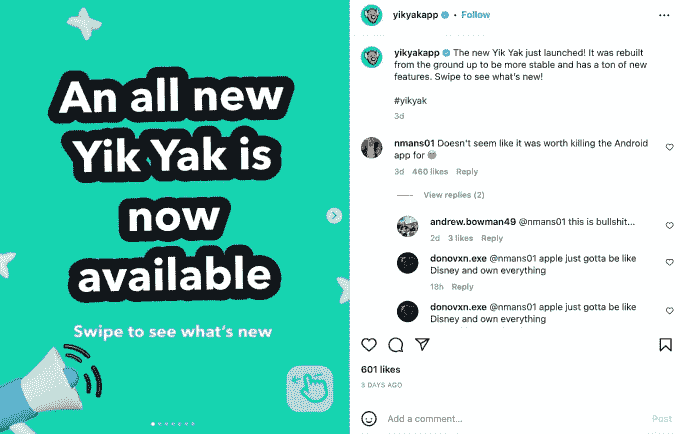 An all new
Yik Yak is
now
available
Swipe to see what's new
yikyakapp • Follow
yikyakapp The new Yik Yak just launched! It was rebuilt
from the ground up to be more stable and has a ton of new
features. Swipe to see what's new!
#yikyak
3d
nmans01 Doesn't seem like it was worth killing the Android
app for
3d 460 likes Reply
View replies (2)
andrew.bowman49 @nmans01 this is bullshit...
2d 3 likes Reply
donovxn.exe @nmans01 apple just gotta be like
Disney and own everything
18h Reply
donovxn.exe @nmans01 apple just gotta be like
Disney and own everything
601 likes
3 DAYS AGO
Add a comment...
Post